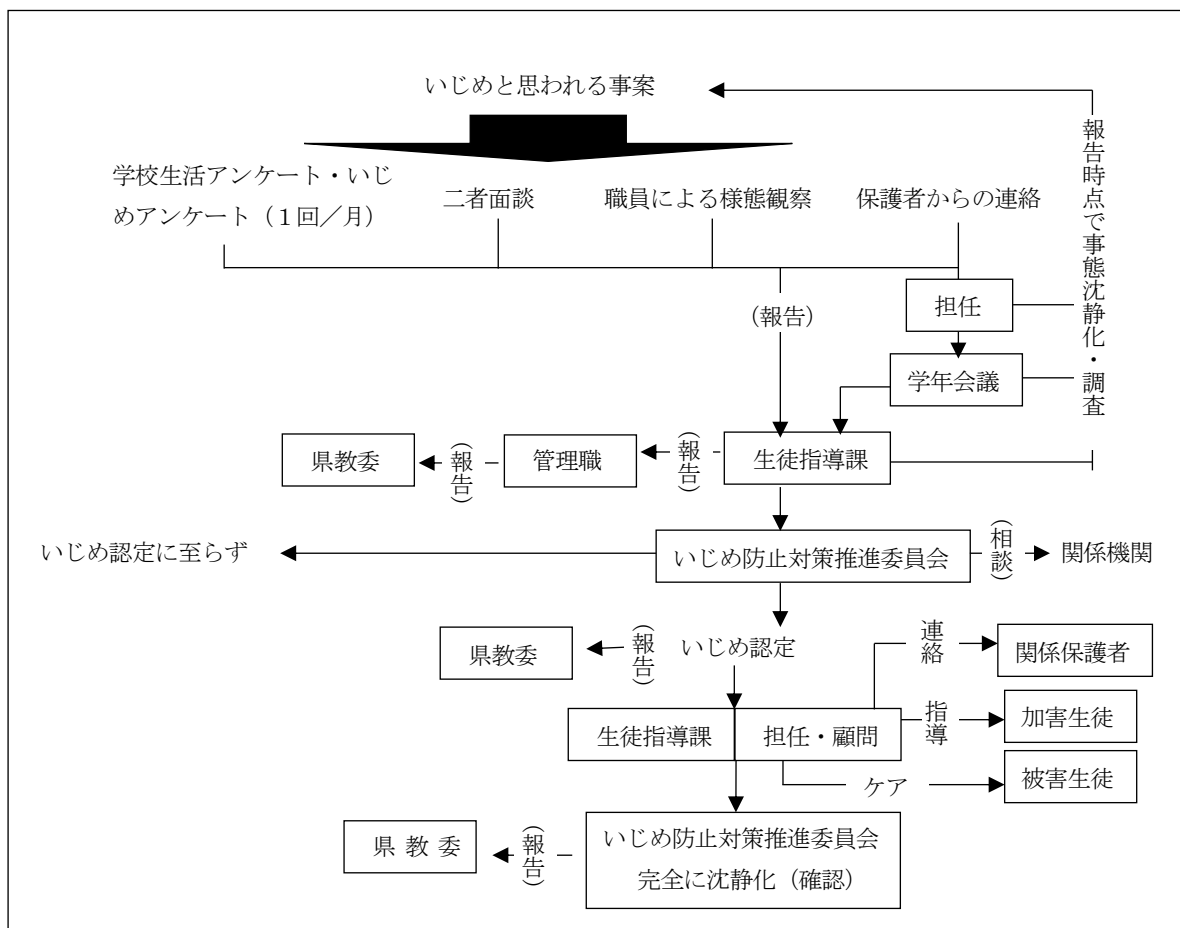 いじめと思われる事案
学校生活アンケート・いじ
めアンケート（１回／月）
二者面談
職員による様態観察
保護者からの連絡
報告時点で事態沈静化・調査
（報告）
担任
学年会議
県教委
（報告）
管理職
（報告）
生徒指導課
いじめ認定に至らず
いじめ防止対策推進委員会
（相談）
関係機関
県教委
（報告）
いじめ認定
連絡
関係保護者
生徒指導課
担任・顧問
指導
加害生徒
ケア
被害生徒
県 教 委
（報告）
いじめ防止対策推進委員会
完全に沈静化（確認）